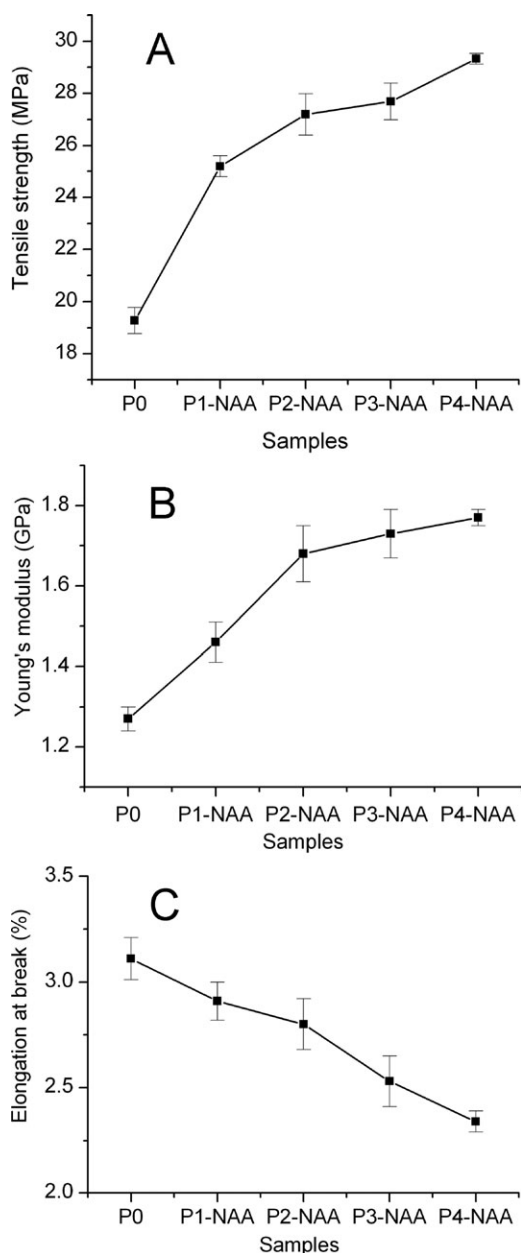 A
Tensile strength (MPa)
30
28
26
24
22
20
18
P0 P1-NAA P2-NAA P3-NAA P4-NAA
Samples
B
Young's modulus (GPa)
1.8
1.6
1.4
1.2
P0 P1-NAA P2-NAA P3-NAA P4-NAA
Samples
C
Elongation at break (%)
3.5
3.0
2.5
2.0
P0 P1-NAA P2-NAA P3-NAA P4-NAA
Samples